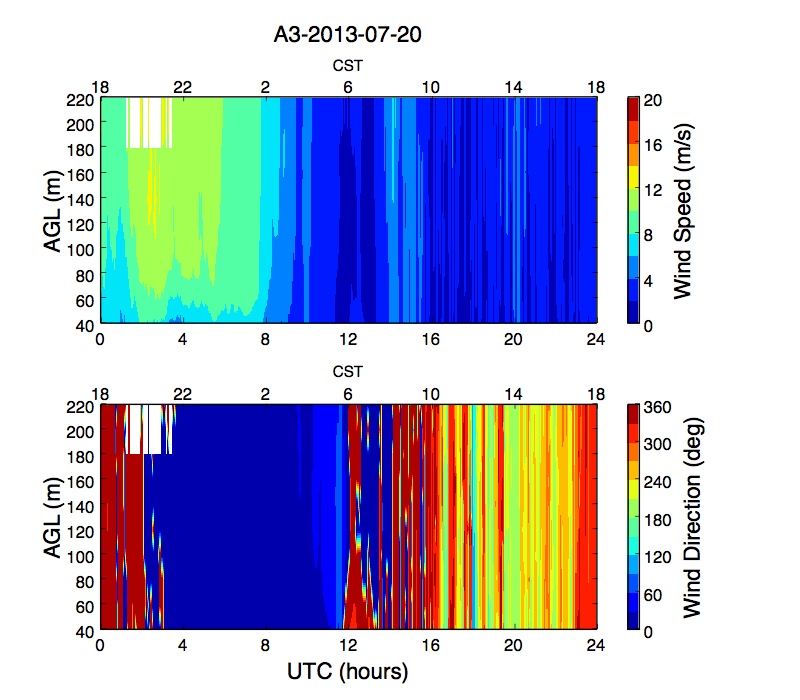 A3-2013-07-20
CST
18 22 2 6 10 14 18
220
200
180
160
140
120
100
80
60
40
AGL (m)
0 4 8 12 16 20 24
20
16
12
8
4
0
Wind Speed (m/s)
CST
18 22 2 6 10 14 18
220
200
180
160
140
120
100
80
60
40
AGL (m)
0 4 8 12 16 20 24
UTC (hours)
360
300
240
180
120
60
0
Wind Direction (deg)